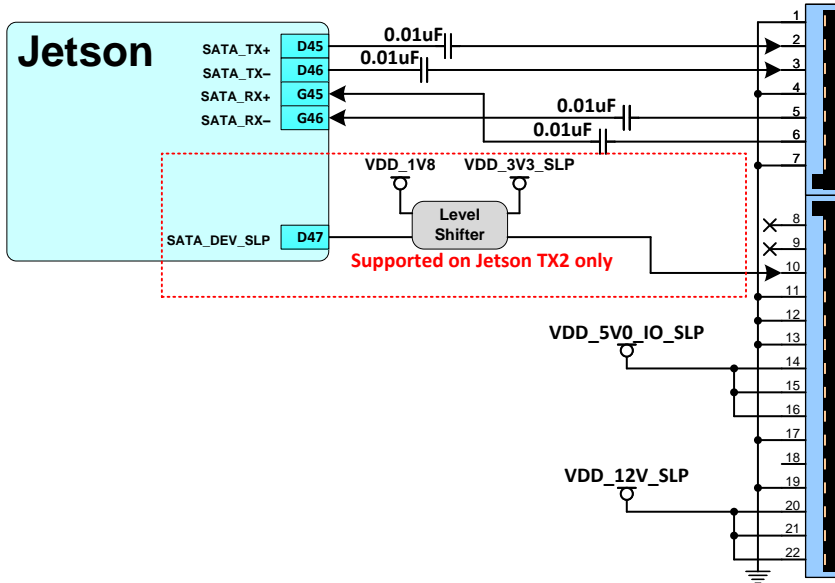 Jetson
SATA_TX+ D45 0.01uF
SATA_TX– D46 0.01uF
SATA_RX+ G45
SATA_RX– G46 0.01uF
0.01uF
VDD_1V8 VDD_3V3_SLP
Level
Shifter
SATA_DEV_SLP D47
Supported on Jetson TX2 only
VDD_5V0_IO_SLP
VDD_12V_SLP
1
2
3
4
5
6
7
8
9
10
11
12
13
14
15
16
17
18
19
20
21
22